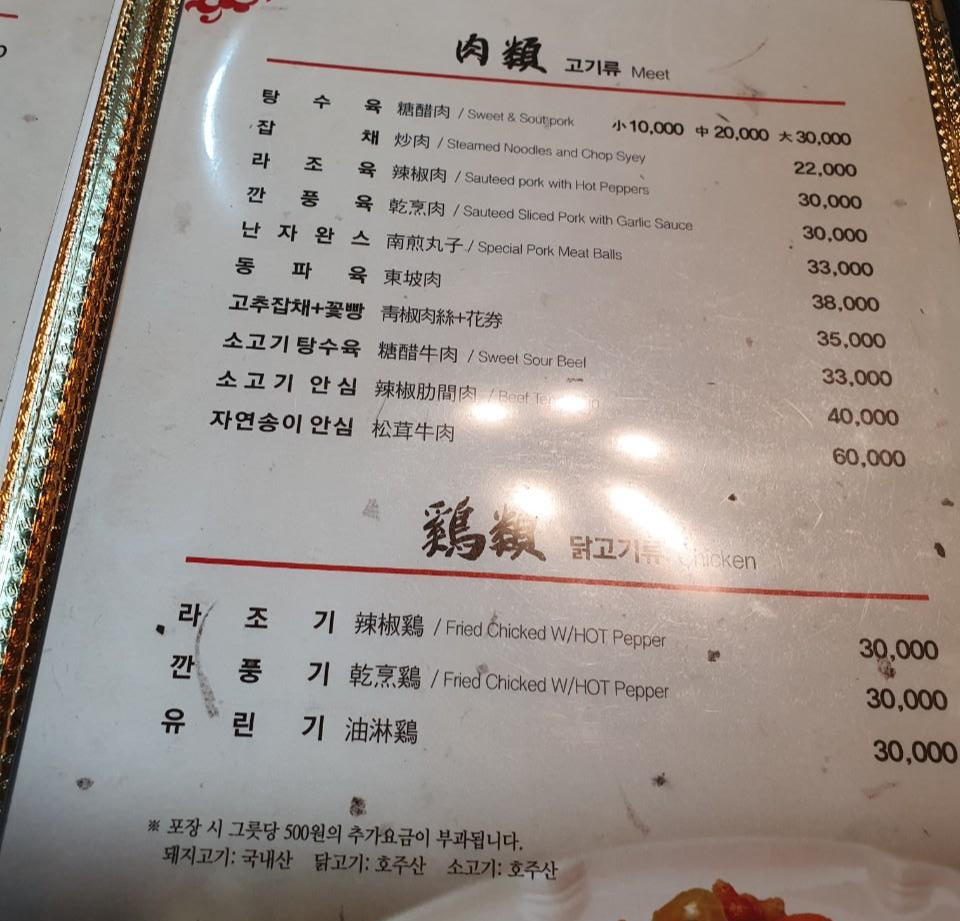 肉類 고기류 Meet
탕수육 糖醋肉 / Sweet & Sout pork 小 10,000 中 20,000 大 30,000
잡채 炒肉 / Steamed Noodles and Chop Syey 22,000
라조육 辣椒肉 / Sauteed pork with Hot Peppers 30,000
깐풍육 乾烹肉 / Sauteed Sliced Pork with Garlic Sauce 30,000
난자완스 南煎丸子 / Special Pork Meat Balls 33,000
동파육 東坡肉 38,000
고추잡채+꽃빵 靑椒肉絲+花券 35,000
소고기 탕수육 糖醋牛肉 / Sweet Sour Beef 33,000
소고기 안심 辣椒肋間肉 / Beef 40,000
자연송이 안심 松茸牛肉 60,000
鷄類 닭고기류 Chicken
라조기 辣椒鷄 / Fried Chicked W/HOT Pepper 30,000
깐풍기 乾烹鷄 / Fried Chicked W/HOT Pepper 30,000
유린기 油淋鷄 30,000
※ 포장 시 그릇당 500원의 추가요금이 부과됩니다.
돼지고기: 국내산 닭고기: 호주산 소고기: 호주산